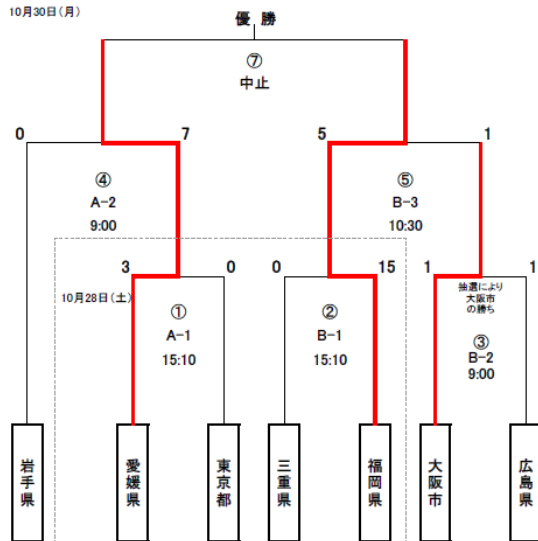 10月30日(月)
優 勝
⑦
中止
0
7
5
1
④
A-2
9:00
⑤
B-3
10:30
3
0
0
15
1
1
10月28日(土)
①
A-1
15:10
②
B-1
15:10
抽選により
大阪市
の勝ち
③
B-2
9:00
岩手県
愛媛県
東京都
三重県
福岡県
大阪市
広島県